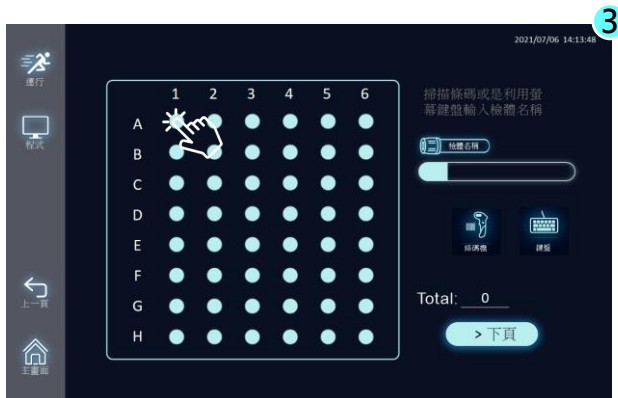 3
2021/07/06 14:13:48
運行
程式
上一頁
主畫面
1 2 3 4 5 6
A
B
C
D
E
F
G
H
掃描條碼或是利用螢
幕鍵盤輸入檢體名稱
檢體名稱
掃碼機
鍵盤
Total: 0
> 下頁